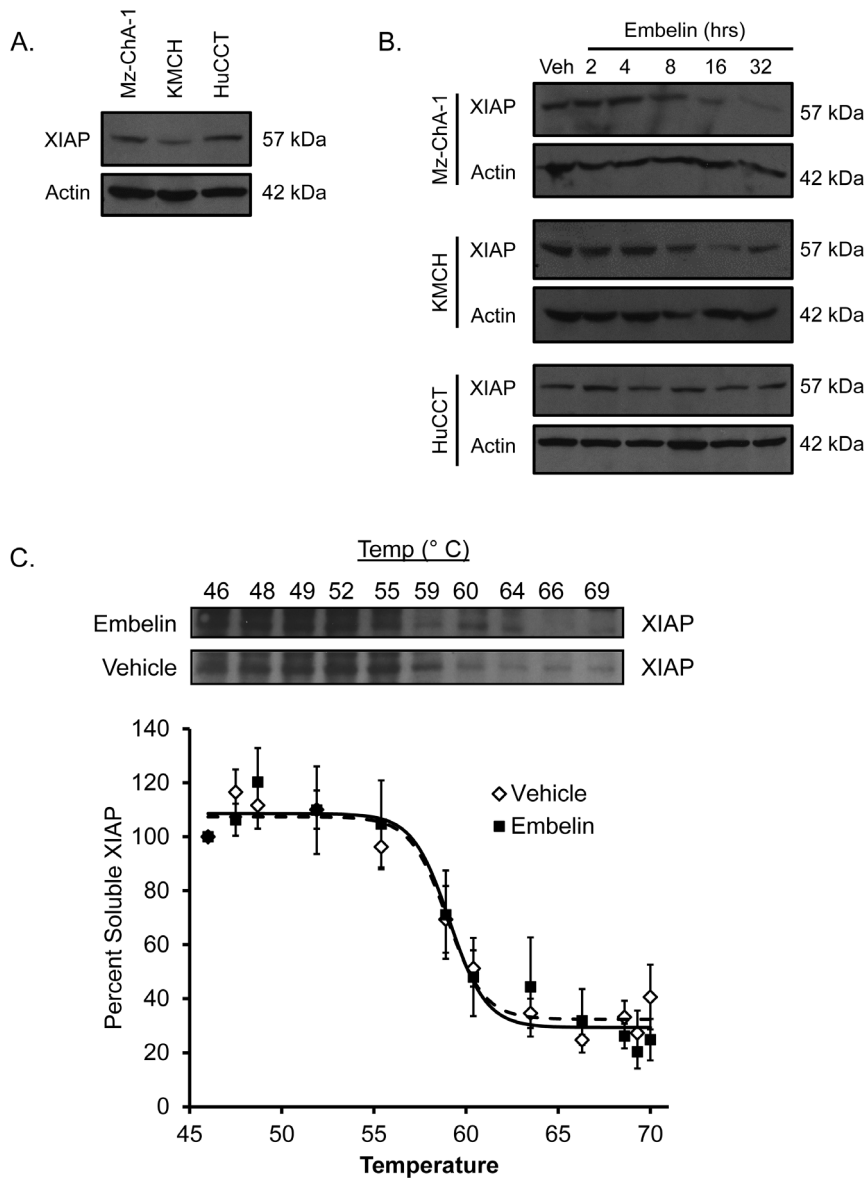 A.
Mz-ChA-1 KMCH HuCCT
XIAP 57 kDa
Actin 42 kDa
B.
Embelin (hrs)
Veh 2 4 8 16 32
Mz-ChA-1
XIAP 57 kDa
Actin 42 kDa
KMCH
XIAP 57 kDa
Actin 42 kDa
HuCCT
XIAP 57 kDa
Actin 42 kDa
C.
Temp (° C)
46 48 49 52 55 59 60 64 66 69
Embelin XIAP
Vehicle XIAP
Percent Soluble XIAP
140
120
100
80
60
40
20
0
Vehicle
Embelin
45 50 55 60 65 70
Temperature